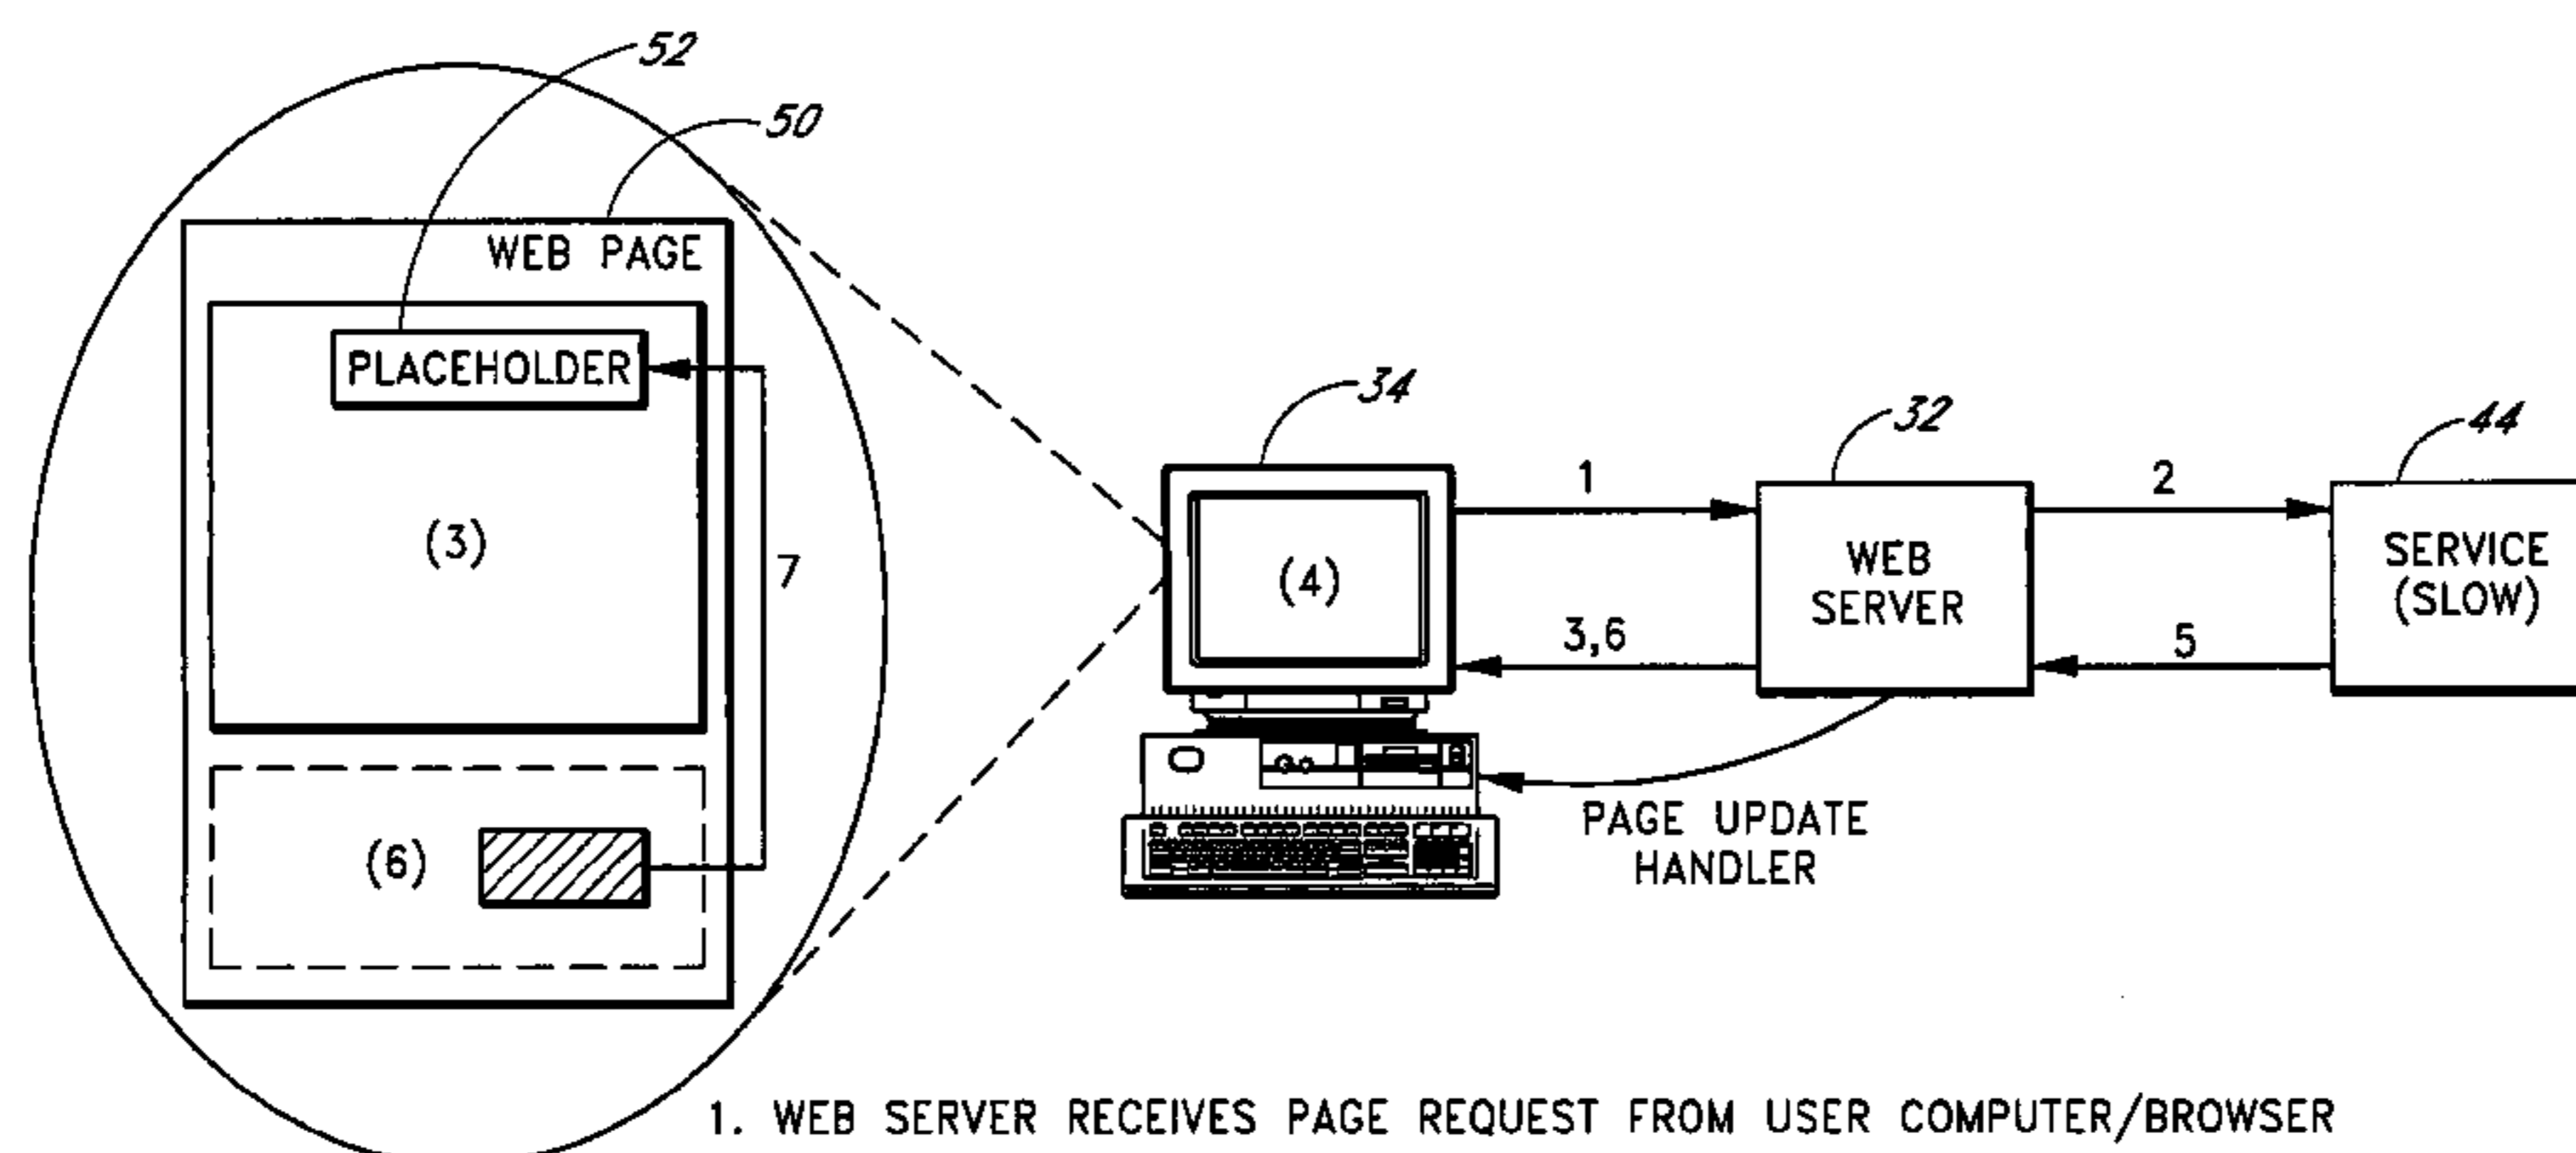 52
50
WEB PAGE
PLACEHOLDER
(3)
7
(6)
34
(4)
1
3,6
32
WEB
SERVER
2
5
44
SERVICE
(SLOW)
PAGE UPDATE
HANDLER
1. WEB SERVER RECEIVES PAGE REQUEST FROM USER COMPUTER/BROWSER